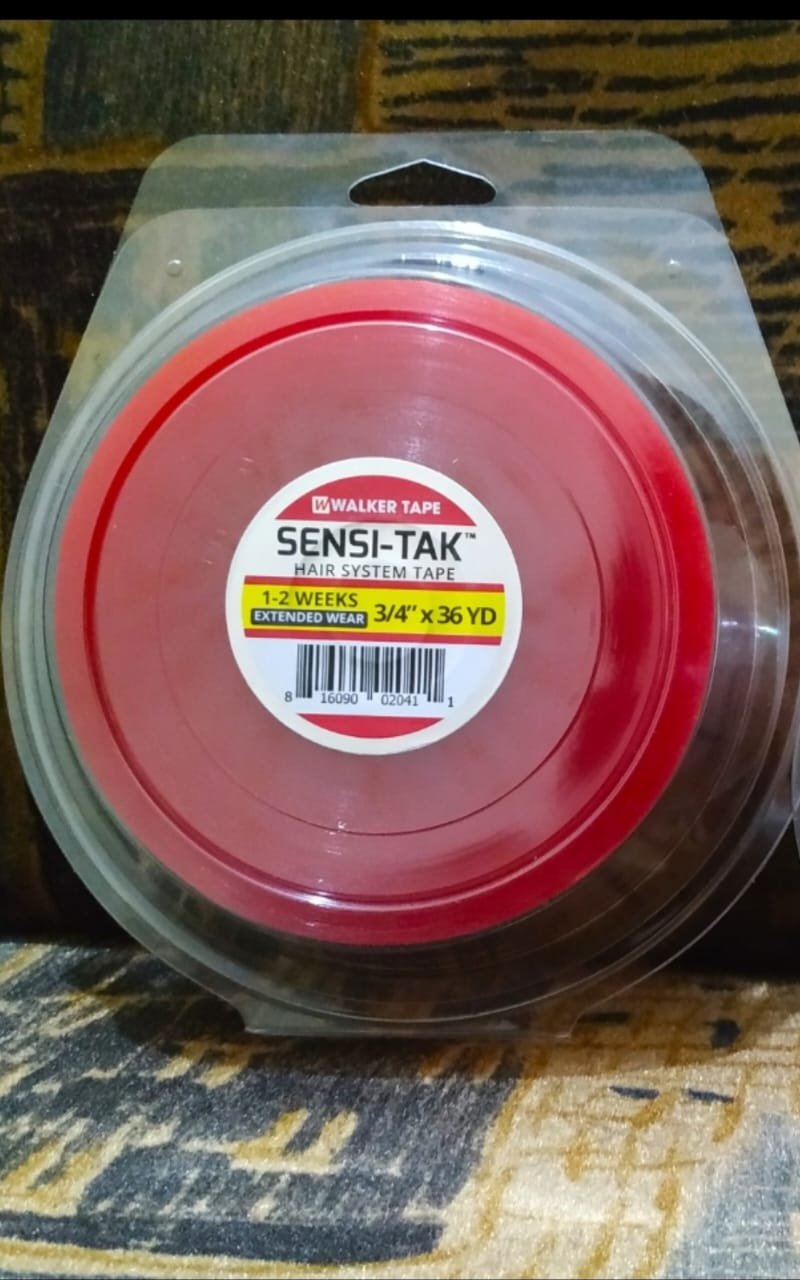 W WALKER TAPE
SENSI-TAK™
HAIR SYSTEM TAPE
1-2 WEEKS
EXTENDED WEAR
3/4" x 36 YD
8 16090 02041 1